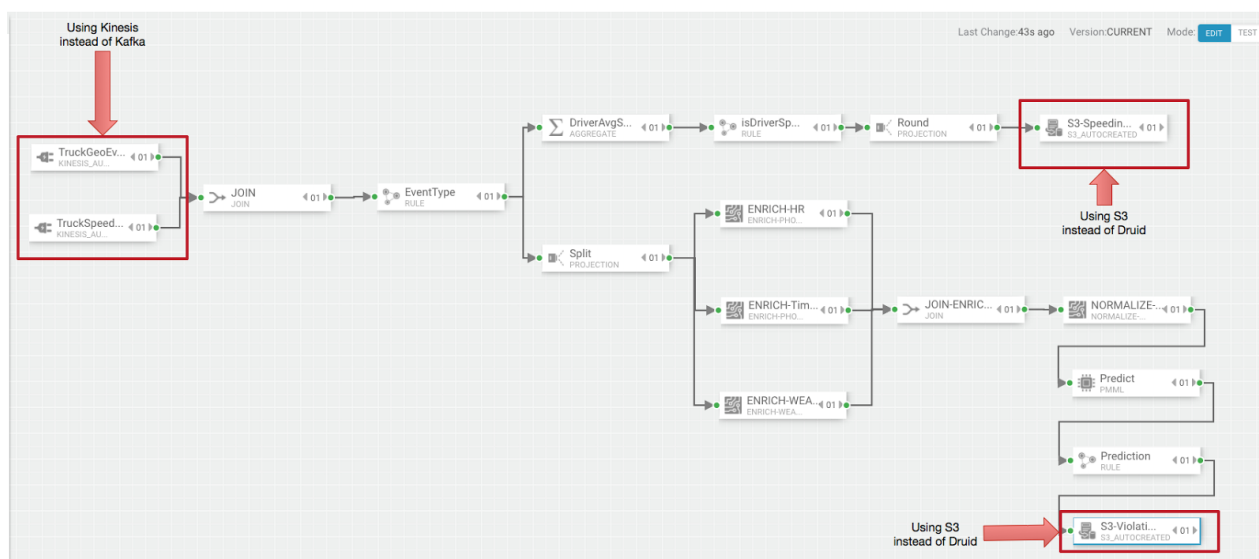 Using Kinesis
instead of Kafka
Last Change:43s ago Version:CURRENT Mode: EDIT TEST
TruckGeoEv... 01
KINESIS_AU...
TruckSpeed... 01
KINESIS_AU...
JOIN 01
JOIN
EventType 01
RULE
DriverAvgS... 01
AGGREGATE
isDriverSp... 01
RULE
Round 01
PROJECTION
S3-Speedin... 01
S3_AUTOCREATED
Using S3
instead of Druid
Split 01
PROJECTION
ENRICH-HR 01
ENRICH-PHO...
ENRICH-Tim... 01
ENRICH-PHO...
ENRICH-WEA... 01
ENRICH-WEA...
JOIN-ENRIC... 01
JOIN
NORMALIZE-... 01
NORMALIZE-...
Predict 01
PMML
Prediction 01
RULE
Using S3
instead of Druid
S3-Violati... 01
S3_AUTOCREATED